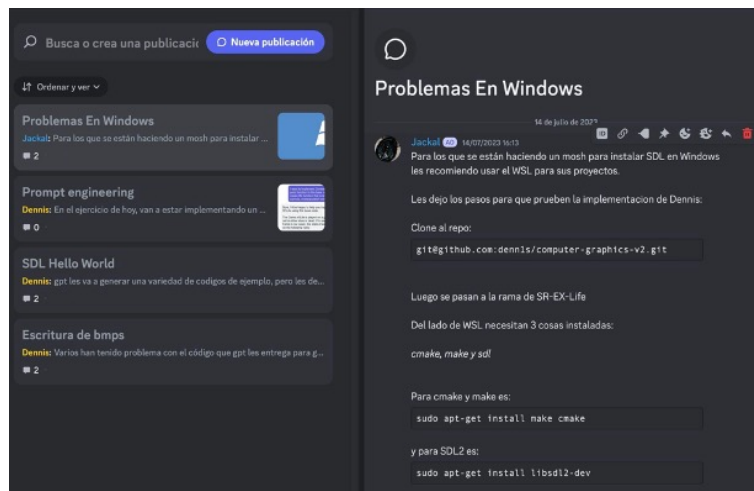 Busca o crea una publicació
Nueva publicación
Ordenar y ver
Problemas En Windows
Jackal: Para los que se están haciendo un mosh para instalar ...
2
Prompt engineering
Dennis: En el ejercicio de hoy, van a estar implementando un ...
0
SDL Hello World
Dennis: gpt les va a generar una variedad de codigos de ejemplo, pero les de...
2
Escritura de bmps
Dennis: Varios han tenido problema con el código que gpt les entrega para g...
2
Problemas En Windows
14 de julio de 2023
Jackal AO 14/07/2023 16:13
Para los que se están haciendo un mosh para instalar SDL en Windows
les recomiendo usar el WSL para sus proyectos.
Les dejo los pasos para que prueben la implementacion de Dennis:
Clone al repo:
git@github.com:denn1s/computer-graphics-v2.git
Luego se pasan a la rama de SR-EX-Life
Del lado de WSL necesitan 3 cosas instaladas:
cmake, make y sdl
Para cmake y make es:
sudo apt-get install make cmake
y para SDL2 es:
sudo apt-get install libsdl2-dev